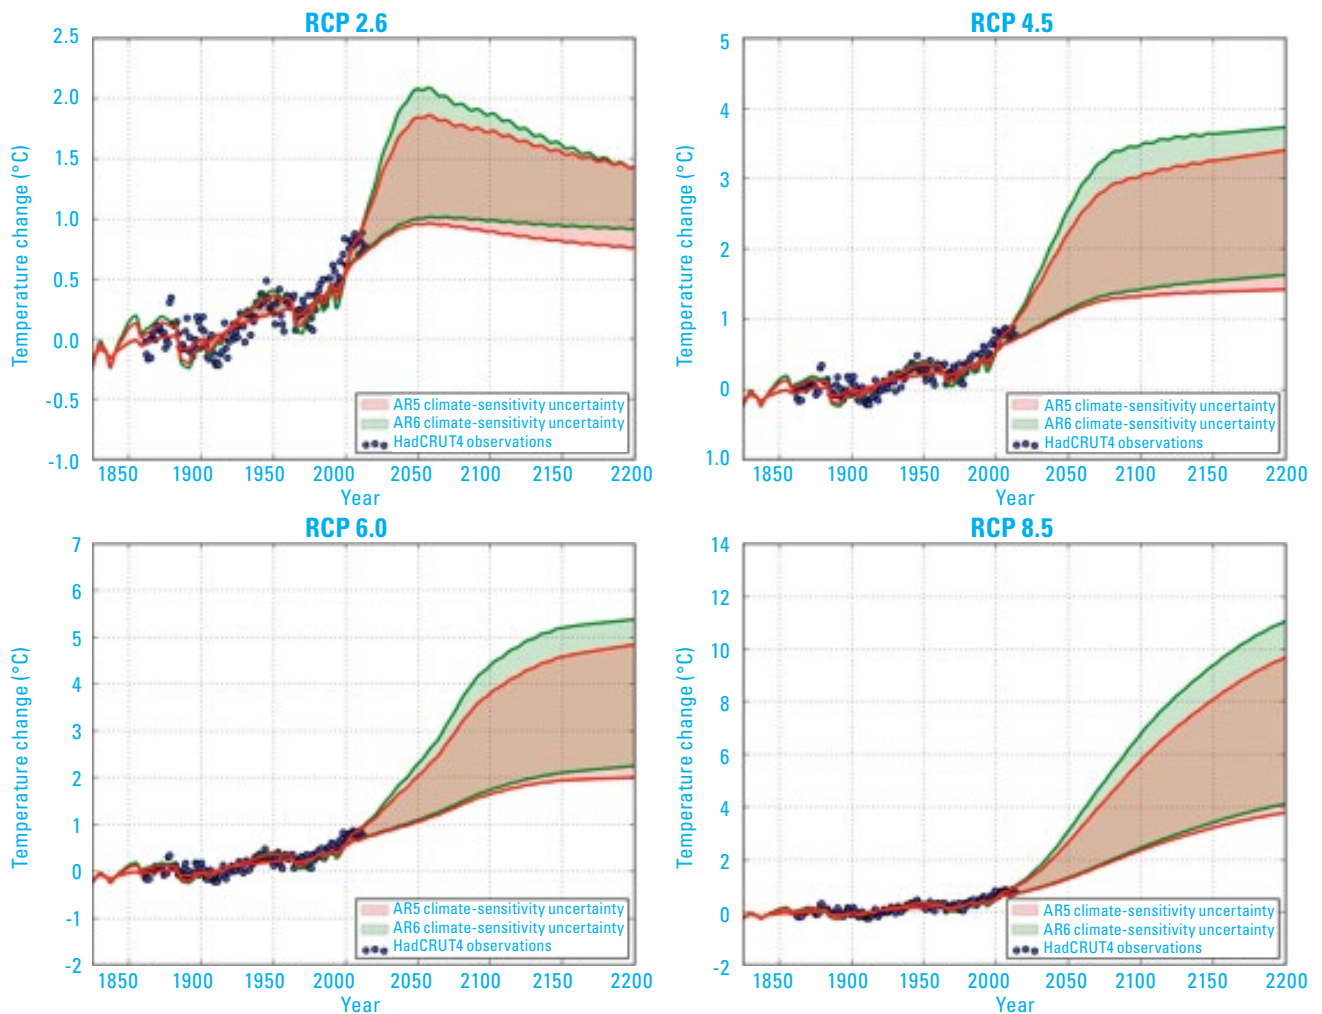 RCP 2.6
2.5
2.0
1.5
1.0
0.5
0.0
-0.5
-1.0
Temperature change (°C)
AR5 climate-sensitivity uncertainty
AR6 climate-sensitivity uncertainty
HadCRUT4 observations
1850 1900 1950 2000 2050 2100 2150 2200
Year
RCP 4.5
5
4
3
2
1
0
1.0
Temperature change (°C)
AR5 climate-sensitivity uncertainty
AR6 climate-sensitivity uncertainty
HadCRUT4 observations
1850 1900 1950 2000 2050 2100 2150 2200
Year
RCP 6.0
7
6
5
4
3
2
1
0
-1
-2
Temperature change (°C)
AR5 climate-sensitivity uncertainty
AR6 climate-sensitivity uncertainty
HadCRUT4 observations
1850 1900 1950 2000 2050 2100 2150 2200
Year
RCP 8.5
14
12
10
8
6
4
2
0
-2
Temperature change (°C)
AR5 climate-sensitivity uncertainty
AR6 climate-sensitivity uncertainty
HadCRUT4 observations
1850 1900 1950 2000 2050 2100 2150 2200
Year